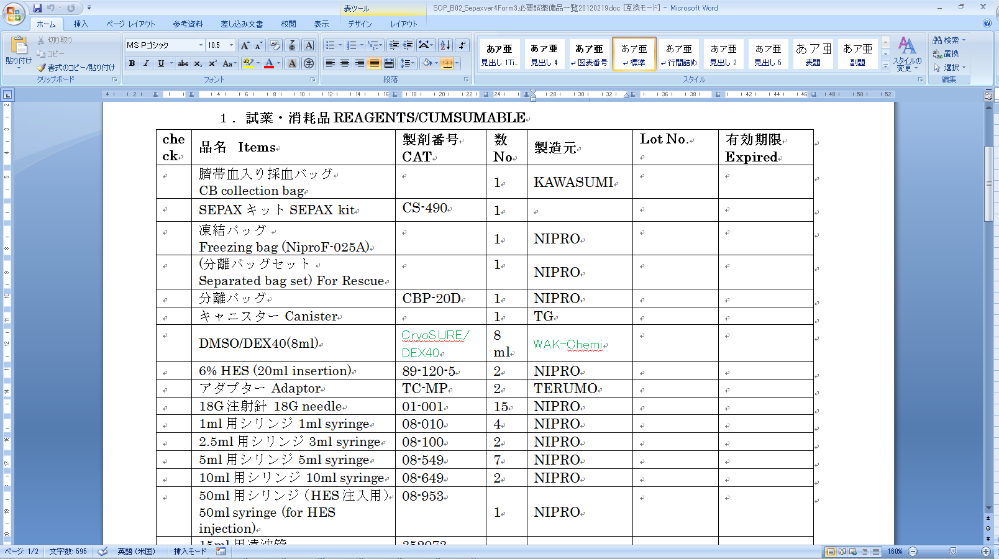 SOP_B02_Sepaxver4Form3.必要試薬備品一覧20120219.doc [互換モード] - Microsoft Word
表ツール
ホーム 挿入 ページ レイアウト 参考資料 差し込み文書 校閲 表示 デザイン レイアウト
貼り付け
切り取り
コピー
書式のコピー/貼り付け
クリップボード
MS Pゴシック 10.5
フォント
段落
あア亜 見出し 1Ti...
あア亜 見出し 4
あア亜 ↵図表番号
あア亜 ↵標準
あア亜 ↵行間詰め
あア亜 見出し 2
あア亜 見出し 5
あア亜 表題
あア亜 副題
スタイルの変更
スタイル
検索
置換
選択
編集
1．試薬・消耗品 REAGENTS/CUMSUMABLE
check 品名 Items 製剤番号 CAT 数 No 製造元 Lot No. 有効期限 Expired
臍帯血入り採血バッグ
CB collection bag 1 KAWASUMI
SEPAX キット SEPAX kit CS-490 1
凍結バッグ
Freezing bag (NiproF-025A) 1 NIPRO
(分離バッグセット
Separated bag set) For Rescue 1 NIPRO
分離バッグ CBP-20D 1 NIPRO
キャニスター Canister 1 TG
DMSO/DEX40(8ml) CryoSURE/DEX40 8 ml WAK-Chemi
6% HES (20ml insertion) 89-120-5 2 NIPRO
アダプター Adaptor TC-MP 2 TERUMO
18G 注射針 18G needle 01-001 15 NIPRO
1ml 用シリンジ 1ml syringe 08-010 4 NIPRO
2.5ml 用シリンジ 3ml syringe 08-100 2 NIPRO
5ml 用シリンジ 5ml syringe 08-549 7 NIPRO
10ml 用シリンジ 10ml syringe 08-649 2 NIPRO
50ml 用シリンジ（HES 注入用） 08-953
50ml syringe (for HES 1 NIPRO
injection)
15ml 用遠沈管 352073
ページ: 1/2 文字数: 595 英語 (米国) 挿入モード 160%